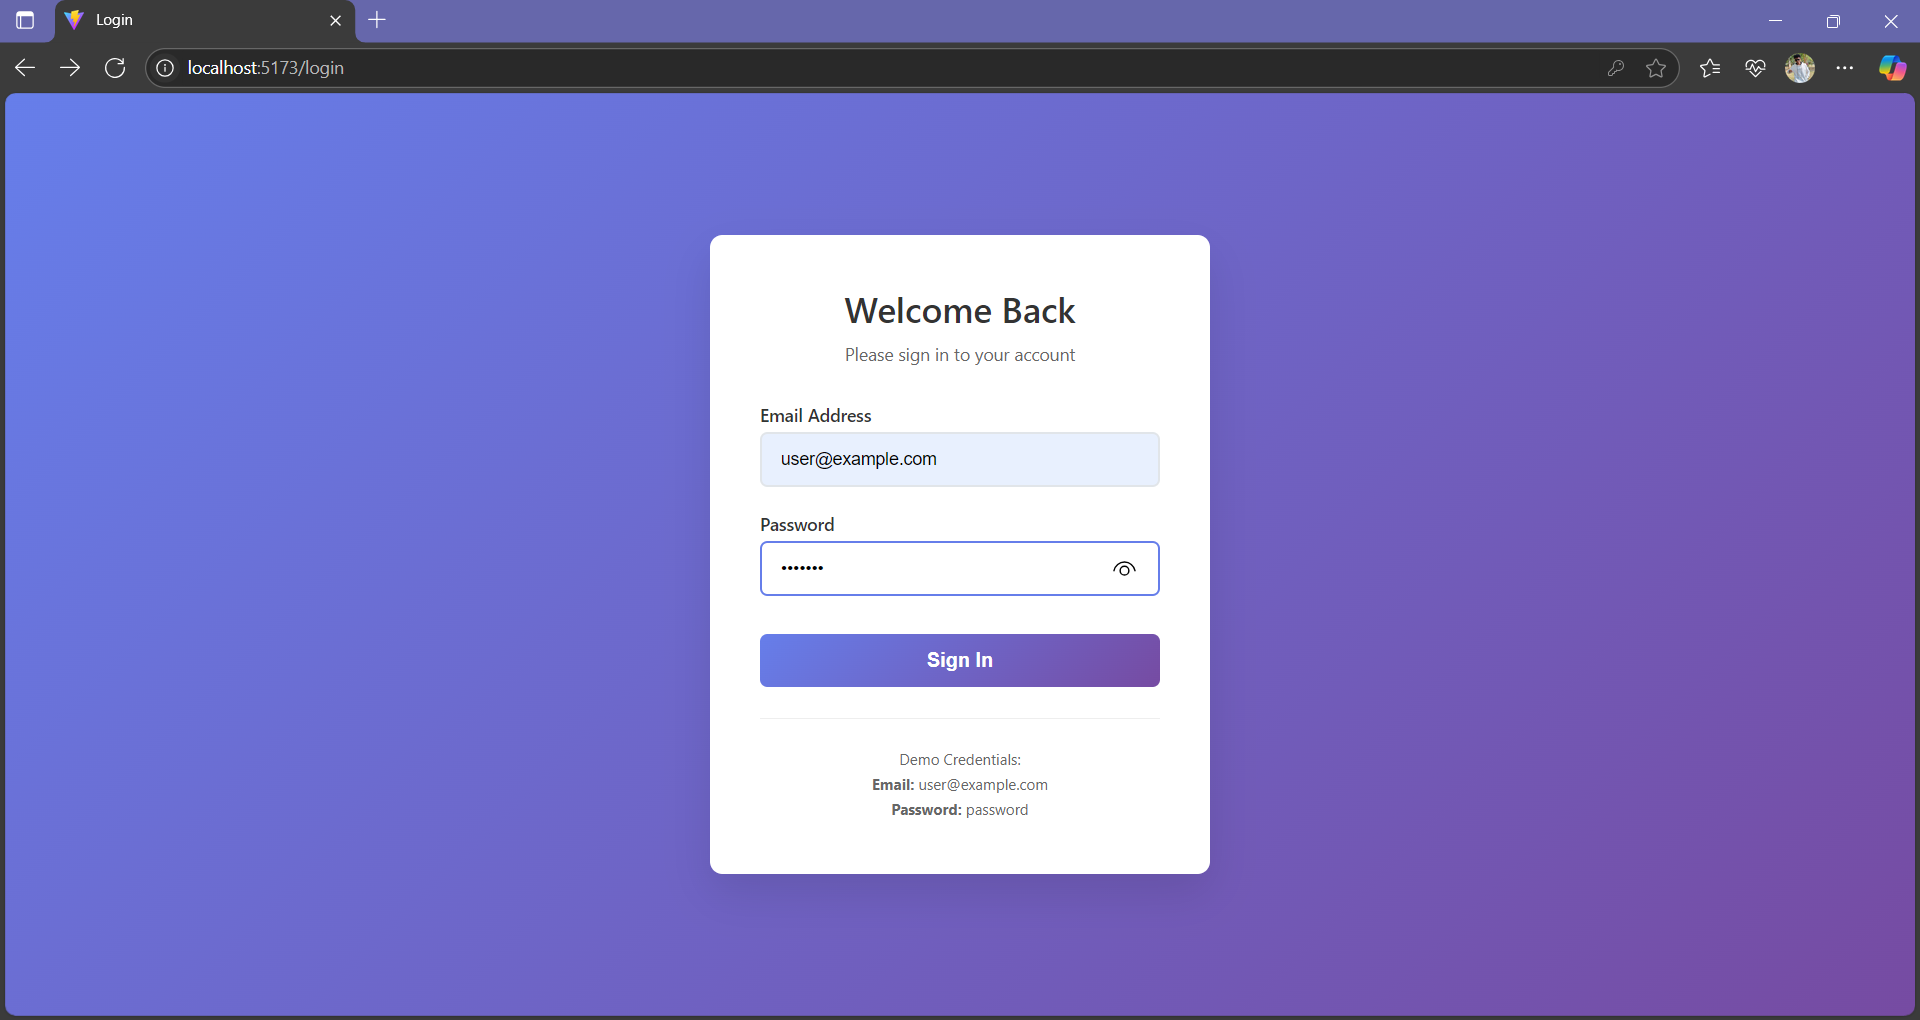 Login
localhost:5173/login
Welcome Back
Please sign in to your account
Email Address
user@example.com
Password
•••••••
Sign In
Demo Credentials:
Email: user@example.com
Password: password